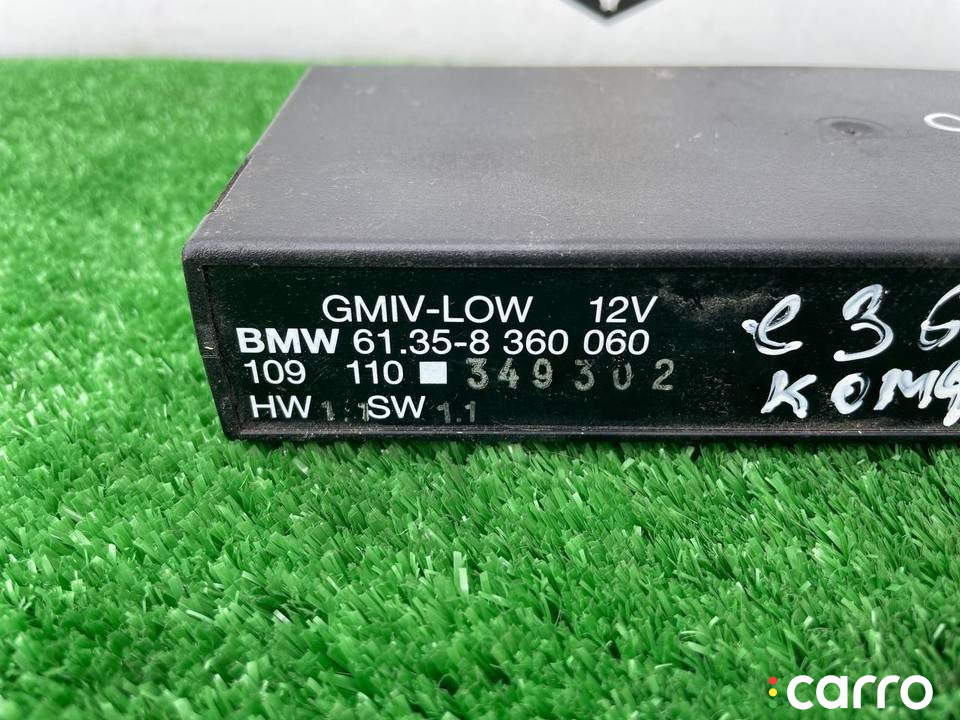 GMIV-LOW 12V
BMW 61.35-8 360 060
109 110 349302
HW 1.1 SW 1.1
e36
комф
carro